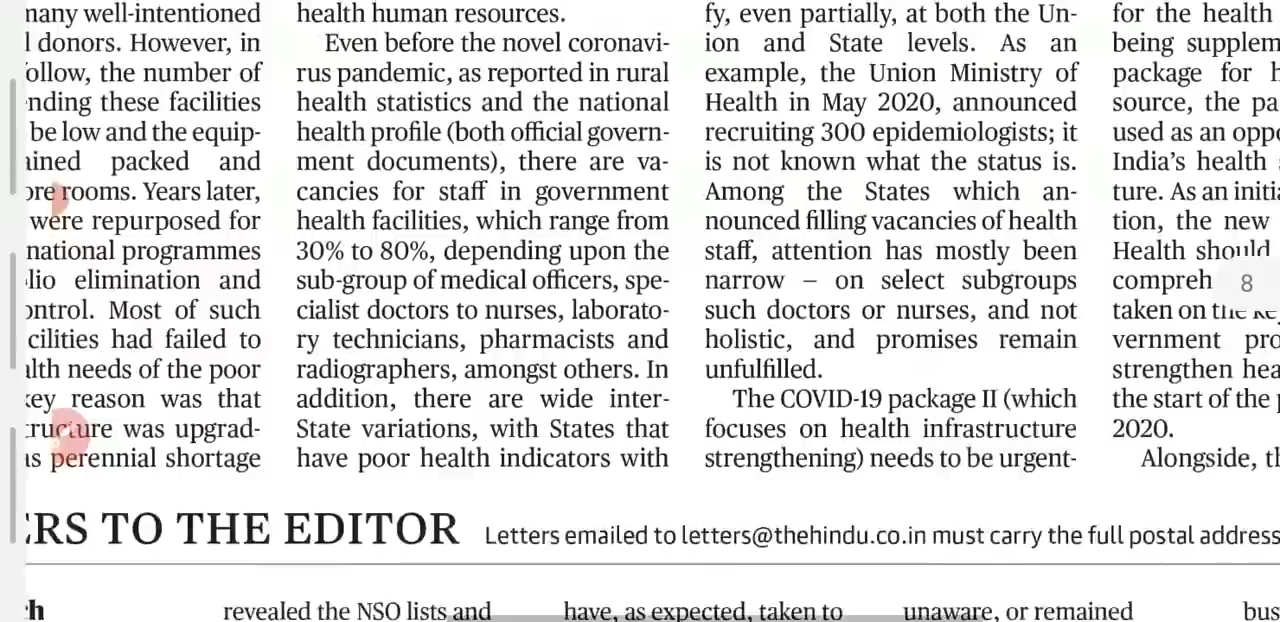 many well-intentioned
l donors. However, in
follow, the number of
nding these facilities
be low and the equip-
ained packed and
ore rooms. Years later,
were repurposed for
national programmes
lio elimination and
ontrol. Most of such
cilities had failed to
alth needs of the poor
key reason was that
tructure was upgrad-
as perennial shortage
health human resources.
Even before the novel coronavi-
rus pandemic, as reported in rural
health statistics and the national
health profile (both official govern-
ment documents), there are va-
cancies for staff in government
health facilities, which range from
30% to 80%, depending upon the
sub-group of medical officers, spe-
cialist doctors to nurses, laborato-
ry technicians, pharmacists and
radiographers, amongst others. In
addition, there are wide inter-
State variations, with States that
have poor health indicators with
fy, even partially, at both the Un-
ion and State levels. As an
example, the Union Ministry of
Health in May 2020, announced
recruiting 300 epidemiologists; it
is not known what the status is.
Among the States which an-
nounced filling vacancies of health
staff, attention has mostly been
narrow – on select subgroups
such doctors or nurses, and not
holistic, and promises remain
unfulfilled.
The COVID-19 package II (which
focuses on health infrastructure
strengthening) needs to be urgent-
for the health
being supplem
package for h
source, the pa
used as an oppo
India's health
ture. As an initia
tion, the new
Health should
compreh
taken on the ke
vernment pro
strengthen hea
the start of the p
2020.
Alongside, th
8
ERS TO THE EDITOR Letters emailed to letters@thehindu.co.in must carry the full postal address
h
revealed the NSO lists and
have, as expected, taken to
unaware, or remained
bus